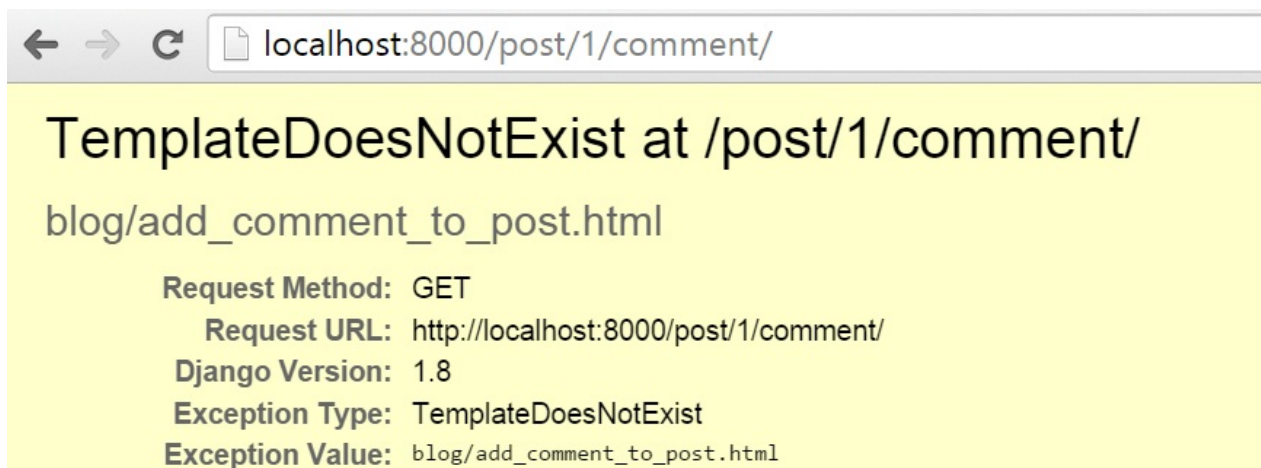 localhost:8000/post/1/comment/
TemplateDoesNotExist at /post/1/comment/
blog/add_comment_to_post.html
Request Method: GET
Request URL: http://localhost:8000/post/1/comment/
Django Version: 1.8
Exception Type: TemplateDoesNotExist
Exception Value: blog/add_comment_to_post.html